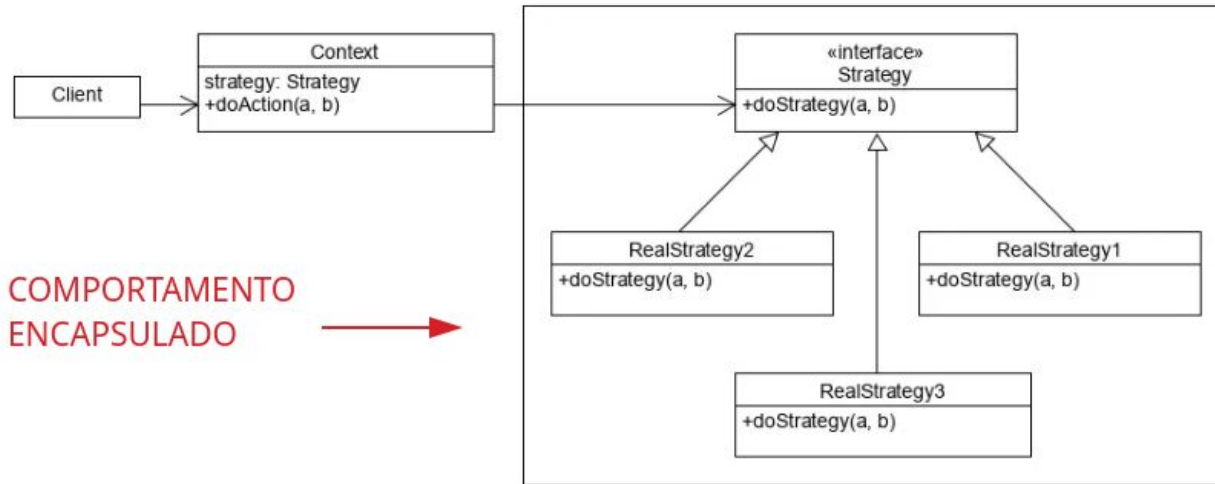 Client
Context
strategy: Strategy
+doAction(a, b)
«interface»
Strategy
+doStrategy(a, b)
RealStrategy2
+doStrategy(a, b)
RealStrategy1
+doStrategy(a, b)
RealStrategy3
+doStrategy(a, b)
COMPORTAMENTO
ENCAPSULADO